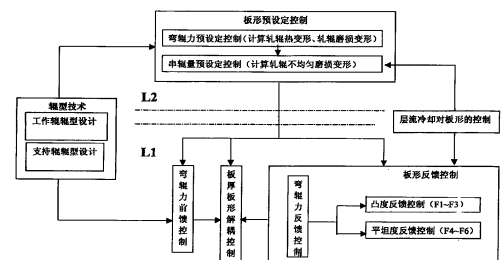 板形预设定控制
弯辊力预设定控制(计算轧辊热变形、轧辊磨损变形)
串辊量预设定控制(计算轧辊不均匀磨损变形)
辊型技术
工作辊辊型设计
支持辊辊型设计
L2
L1
层流冷却对板形的控制
弯辊力前馈控制
板厚板形解耦控制
板形反馈控制
弯辊力反馈控制
凸度反馈控制(F1~F3)
平坦度反馈控制(F4~F6)